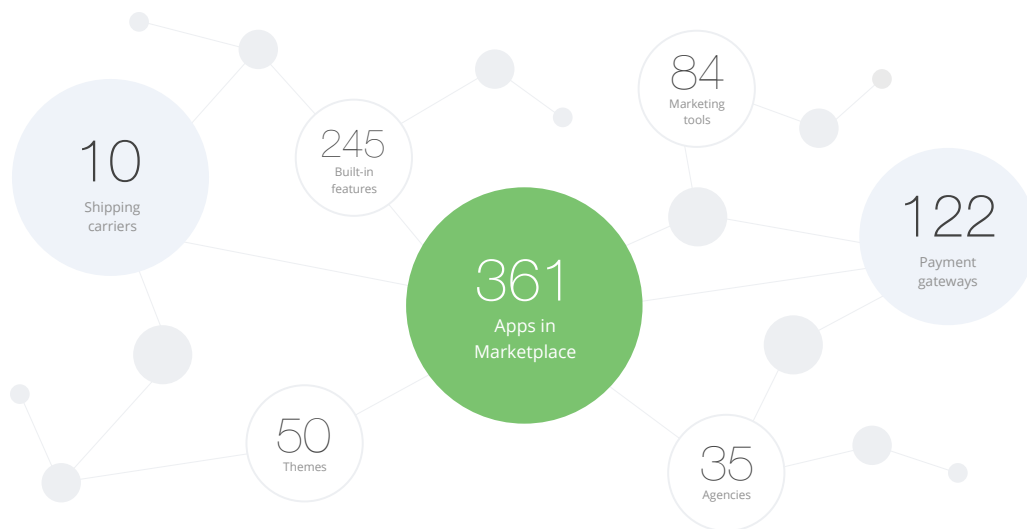 84
Marketing
tools
245
Built-in
features
10
Shipping
carriers
122
Payment
gateways
361
Apps in
Marketplace
50
Themes
35
Agencies